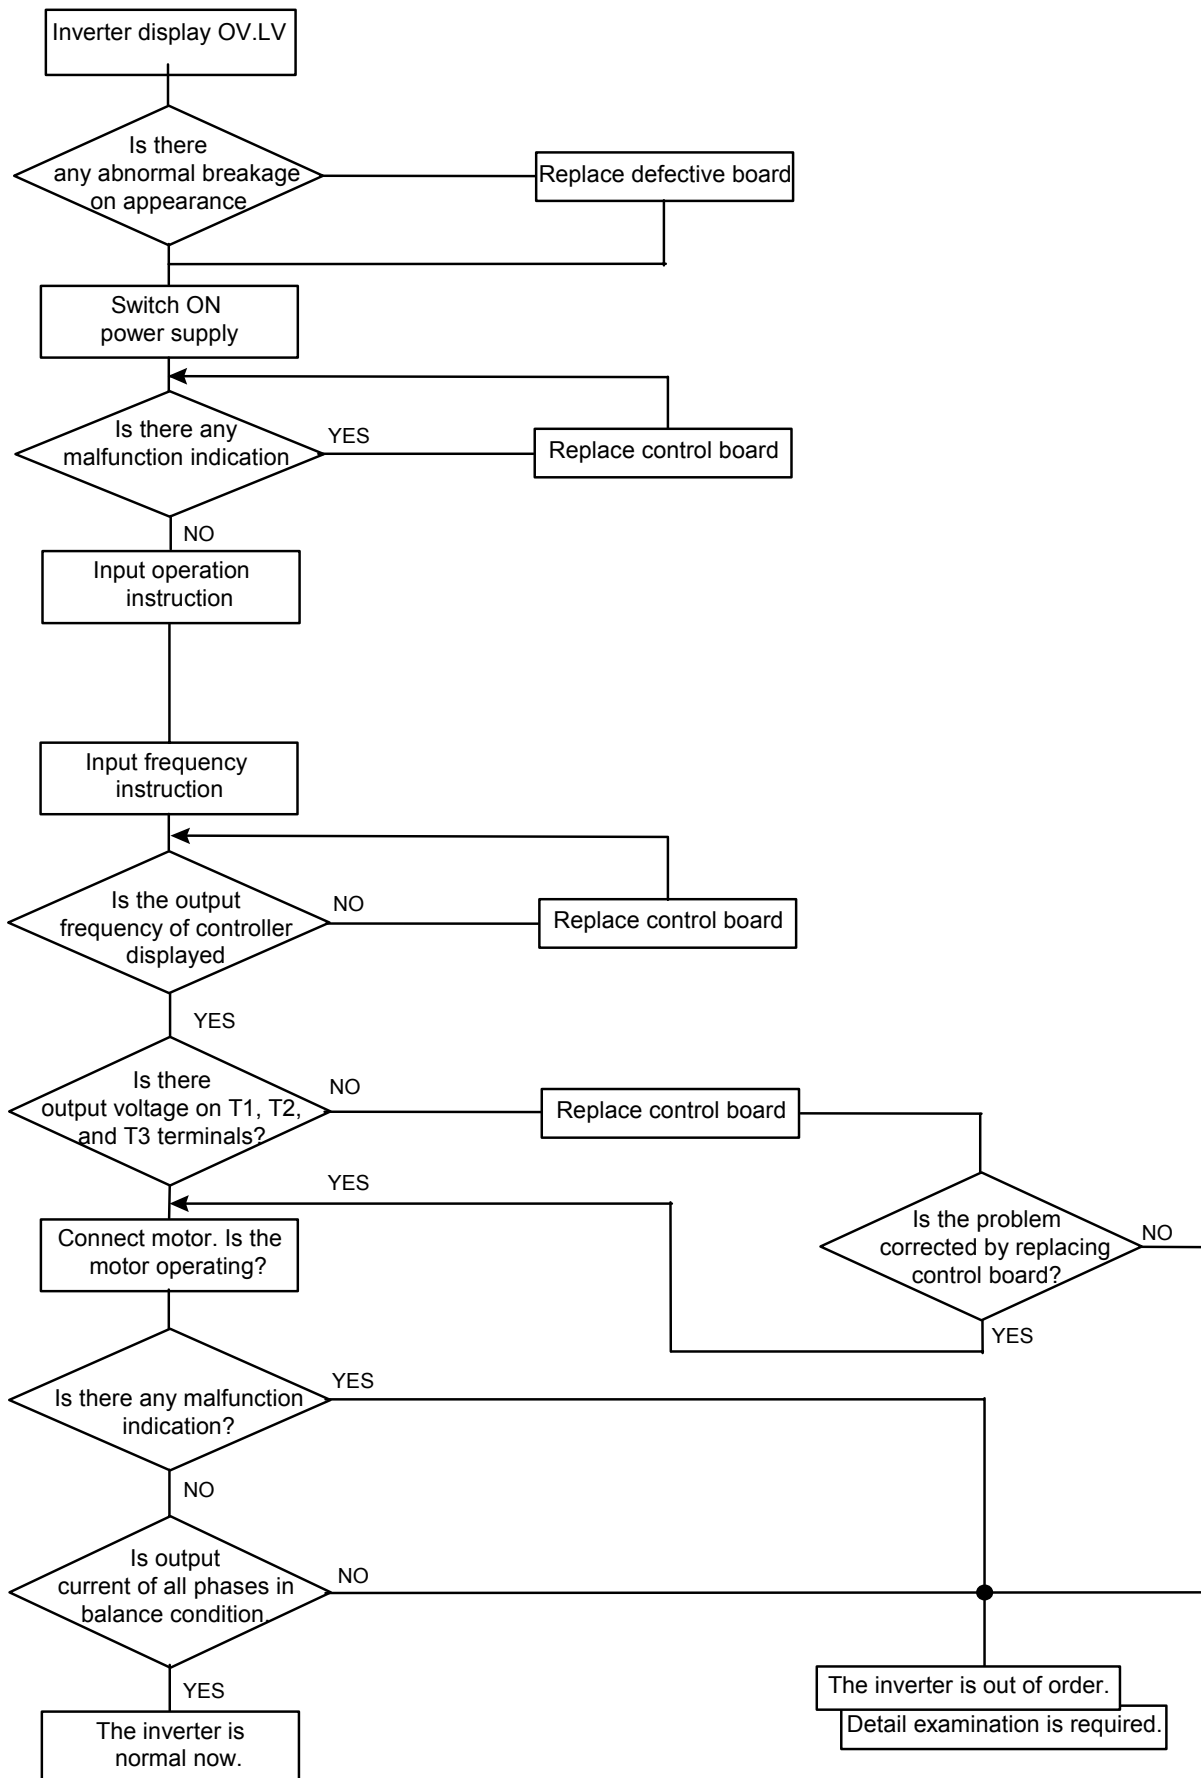 Inverter display OV.LV
Is there
any abnormal breakage
on appearance
Replace defective board
Switch ON
power supply
Is there any
malfunction indication
YES
Replace control board
NO
Input operation
instruction
Input frequency
instruction
Is the output
frequency of controller
displayed
NO
Replace control board
YES
Is there
output voltage on T1, T2,
and T3 terminals?
NO
Replace control board
YES
Is the problem
corrected by replacing
control board?
NO
YES
Connect motor. Is the
motor operating?
Is there any malfunction
indication?
YES
NO
Is output
current of all phases in
balance condition.
NO
YES
The inverter is out of order.
Detail examination is required.
The inverter is
normal now.